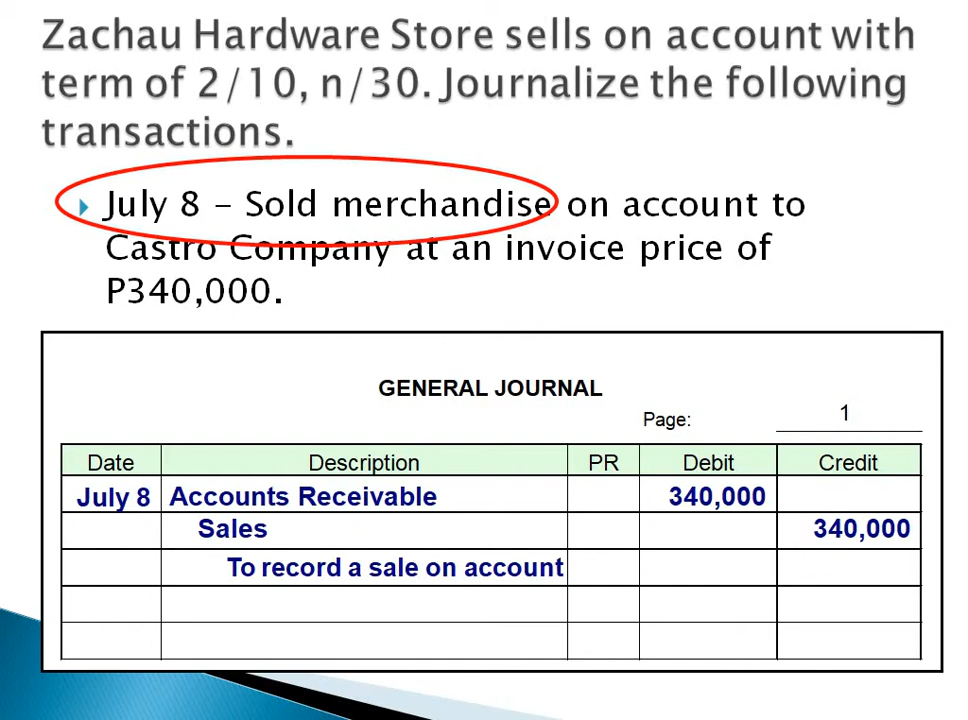 Zachau Hardware Store sells on account with
term of 2/10, n/30. Journalize the following
transactions.
July 8 – Sold merchandise on account to
Castro Company at an invoice price of
P340,000.
GENERAL JOURNAL
Page: 1
Date Description PR Debit Credit
July 8 Accounts Receivable 340,000
Sales 340,000
To record a sale on account